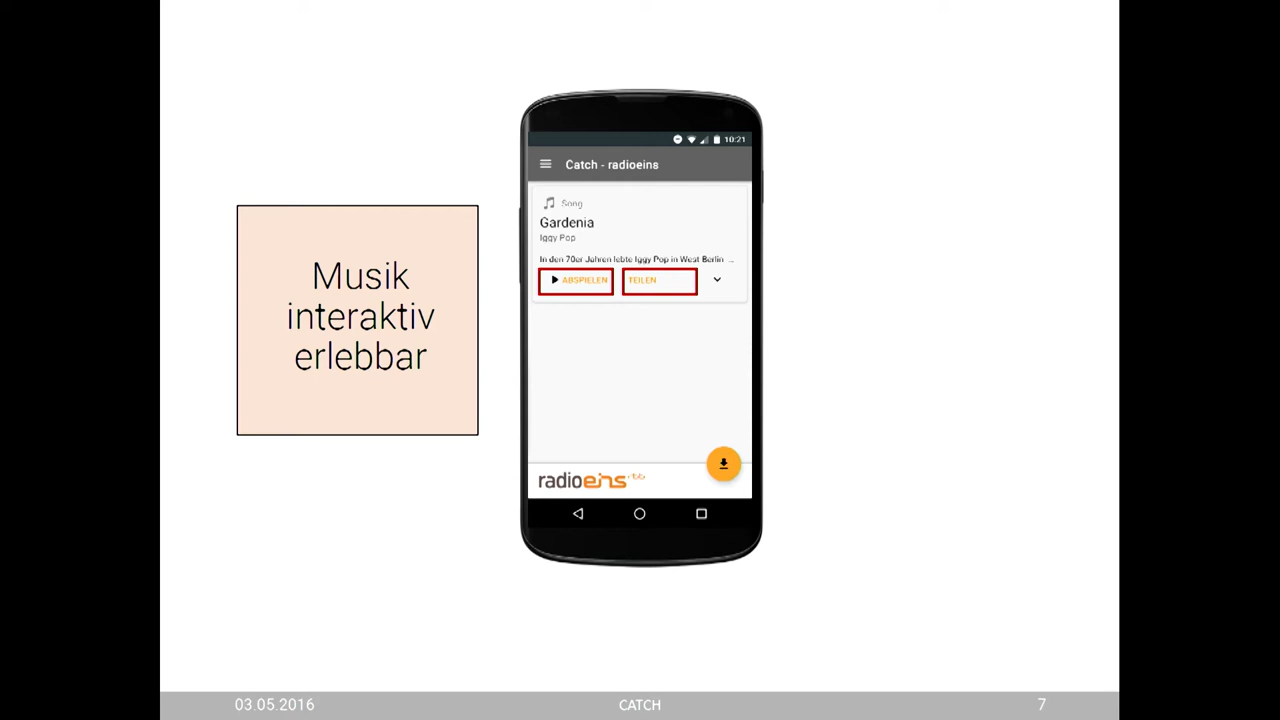 Musik
interaktiv
erlebbar
10:21
Catch - radioeins
Song
Gardenia
Iggy Pop
In den 70er Jahren lebte Iggy Pop in West Berlin ...
ABSPIELEN
TEILEN
radioeins rbb
03.05.2016
CATCH
7